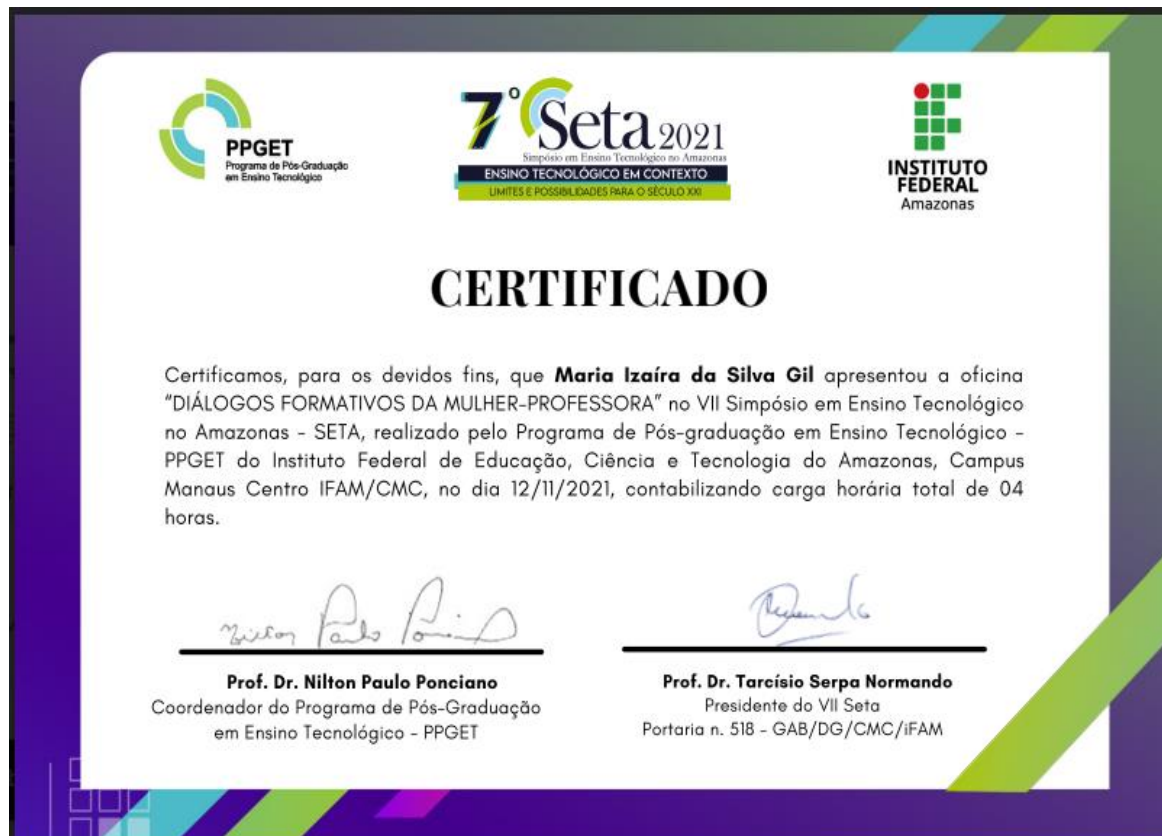 PPGET
Programa de Pós-Graduação
em Ensino Tecnológico
7º Seta 2021
Simpósio em Ensino Tecnológico no Amazonas
ENSINO TECNOLÓGICO EM CONTEXTO
LIMITES E POSSIBILIDADES PARA O SÉCULO XXI
INSTITUTO
FEDERAL
Amazonas
CERTIFICADO
Certificamos, para os devidos fins, que Maria Izaíra da Silva Gil apresentou a oficina
"DIÁLOGOS FORMATIVOS DA MULHER-PROFESSORA" no VII Simpósio em Ensino Tecnológico
no Amazonas - SETA, realizado pelo Programa de Pós-graduação em Ensino Tecnológico -
PPGET do Instituto Federal de Educação, Ciência e Tecnologia do Amazonas, Campus
Manaus Centro IFAM/CMC, no dia 12/11/2021, contabilizando carga horária total de 04
horas.
Nilton Paulo Ponciano
Prof. Dr. Nilton Paulo Ponciano
Coordenador do Programa de Pós-Graduação
em Ensino Tecnológico - PPGET
Prof. Dr. Tarcísio Serpa Normando
Presidente do VII Seta
Portaria n. 518 - GAB/DG/CMC/iFAM